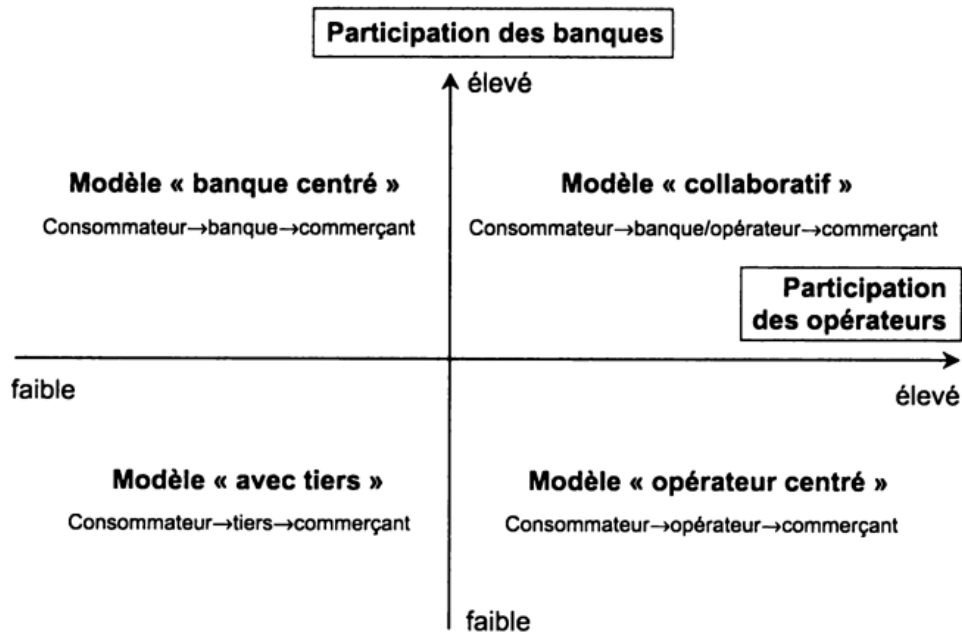 Participation des banques
élevé
Modèle « banque centré »
Consommateur→banque→commerçant
Modèle « collaboratif »
Consommateur→banque/opérateur→commerçant
Participation
des opérateurs
faible
élevé
Modèle « avec tiers »
Consommateur→tiers→commerçant
Modèle « opérateur centré »
Consommateur→opérateur→commerçant
faible